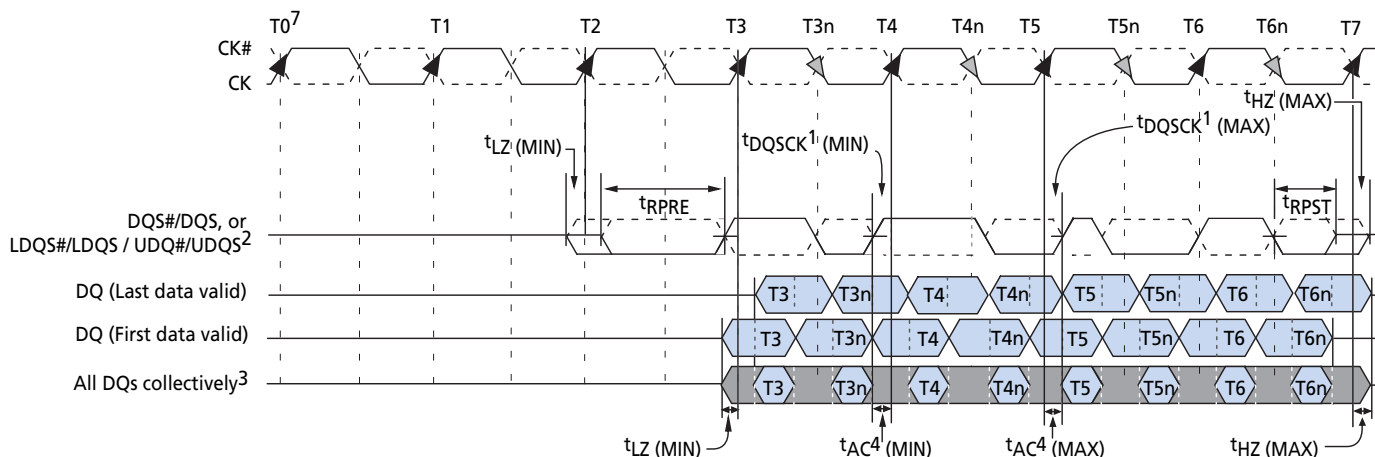 T0⁷ T1 T2 T3 T3n T4 T4n T5 T5n T6 T6n T7
CK#
CK
tHZ (MAX)
tLZ (MIN)
tDQSCK¹ (MIN)
tDQSCK¹ (MAX)
tRPRE
tRPST
DQS#/DQS, or
LDQS#/LDQS / UDQ#/UDQS²
DQ (Last data valid)
T3 T3n T4 T4n T5 T5n T6 T6n
DQ (First data valid)
T3 T3n T4 T4n T5 T5n T6 T6n
All DQs collectively³
T3 T3n T4 T4n T5 T5n T6 T6n
tLZ (MIN)
tAC⁴ (MIN)
tAC⁴ (MAX)
tHZ (MAX)